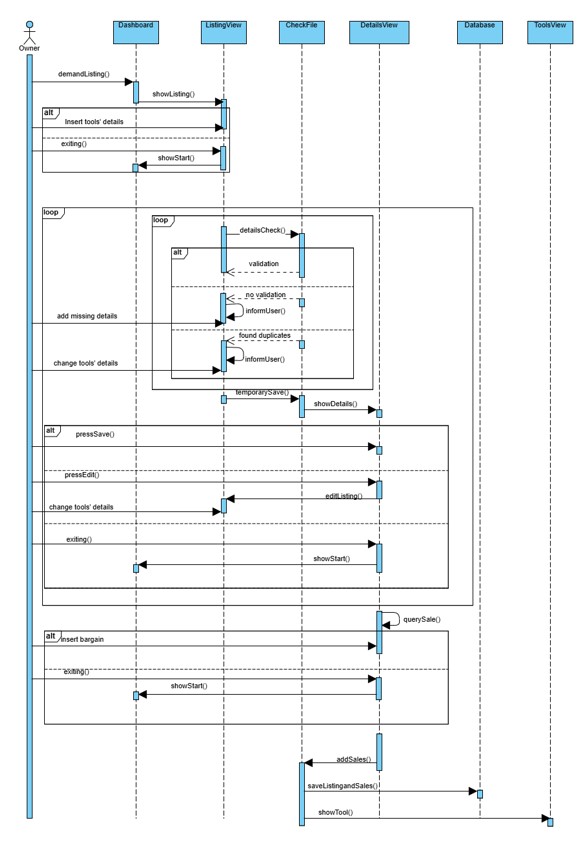 Dashboard ListingView CheckFile DetailsView Database ToolsView
Owner
demandListing()
showListing()
alt
Insert tools' details
exiting()
showStart()
loop
loop
detailsCheck()
alt
validation
no validation
informUser()
add missing details
found duplicates
informUser()
change tools' details
temporarySave()
showDetails()
alt
pressSave()
pressEdit()
editListing()
change tools' details
exiting()
showStart()
querySale()
alt
insert bargain
exiting()
showStart()
addSales()
saveListingandSales()
showTool()